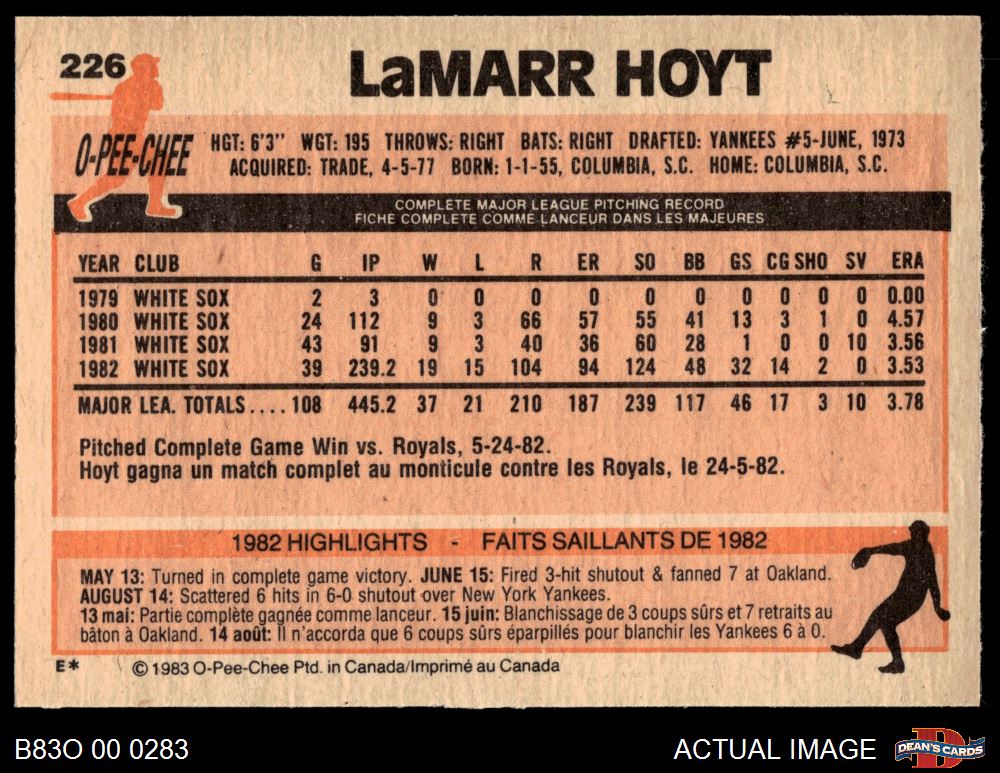 226
LaMARR HOYT
O-PEE-CHEE
HGT: 6'3" WGT: 195 THROWS: RIGHT BATS: RIGHT DRAFTED: YANKEES #5-JUNE, 1973
ACQUIRED: TRADE, 4-5-77 BORN: 1-1-55, COLUMBIA, S.C. HOME: COLUMBIA, S.C.
COMPLETE MAJOR LEAGUE PITCHING RECORD
FICHE COMPLETE COMME LANCEUR DANS LES MAJEURES
YEAR CLUB G IP W L R ER SO BB GS CG SHO SV ERA
1979 WHITE SOX 2 3 0 0 0 0 0 0 0 0 0 0 0.00
1980 WHITE SOX 24 112 9 3 66 57 55 41 13 3 1 0 4.57
1981 WHITE SOX 43 91 9 3 40 36 60 28 1 0 0 10 3.56
1982 WHITE SOX 39 239.2 19 15 104 94 124 48 32 14 2 0 3.53
MAJOR LEA. TOTALS.... 108 445.2 37 21 210 187 239 117 46 17 3 10 3.78
Pitched Complete Game Win vs. Royals, 5-24-82.
Hoyt gagna un match complet au monticule contre les Royals, le 24-5-82.
1982 HIGHLIGHTS - FAITS SAILLANTS DE 1982
MAY 13: Turned in complete game victory. JUNE 15: Fired 3-hit shutout & fanned 7 at Oakland.
AUGUST 14: Scattered 6 hits in 6-0 shutout over New York Yankees.
13 mai: Partie complète gagnée comme lanceur. 15 juin: Blanchissage de 3 coups sûrs et 7 retraits au
bâton à Oakland. 14 août: Il n'accorda que 6 coups sûrs éparpillés pour blanchir les Yankees 6 à 0.
E* © 1983 O-Pee-Chee Ptd. in Canada/Imprimé au Canada
B83O 00 0283
ACTUAL IMAGE
D
DEAN'S CARDS